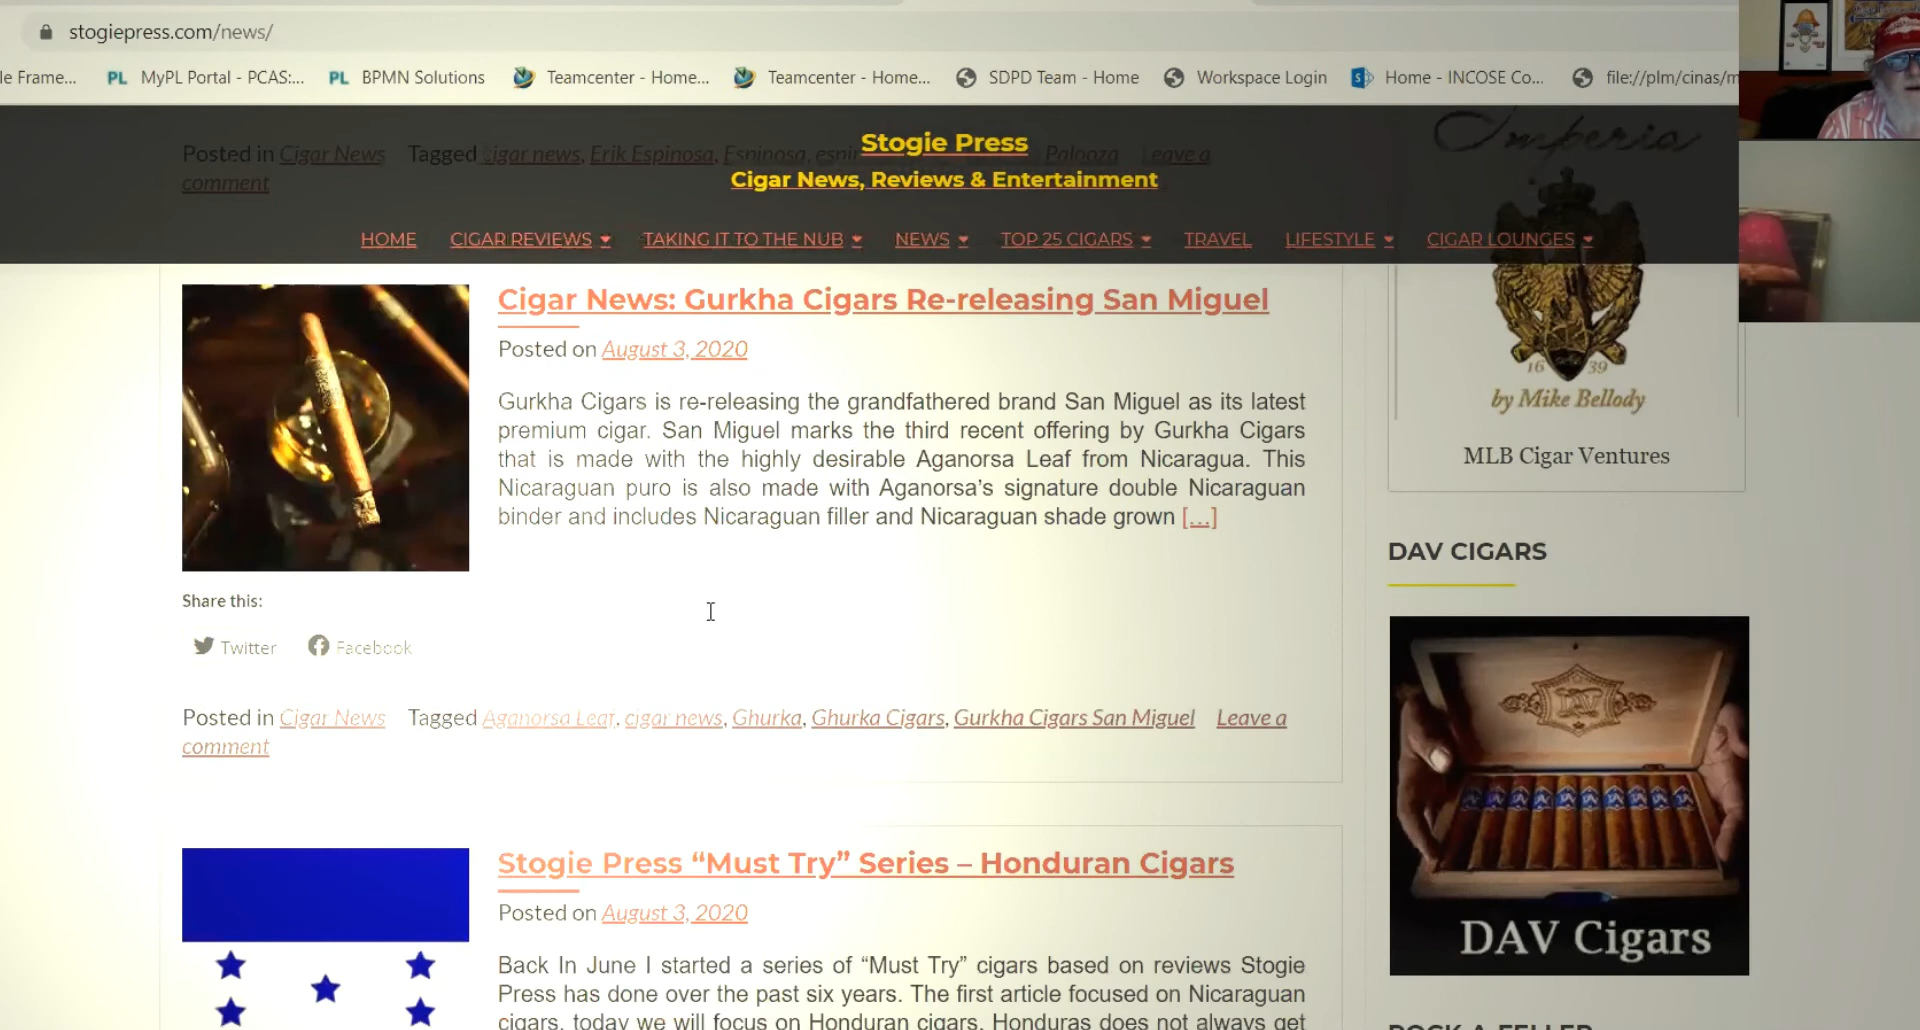 stogiepress.com/news/
le Frame...
PL MyPL Portal - PCAS:...
PL BPMN Solutions
Teamcenter - Home...
Teamcenter - Home...
SDPD Team - Home
Workspace Login
Home - INCOSE Co...
file://plm/cinas/m
Posted in Cigar News Tagged cigar news, Erik Espinosa, Espinosa, espin Palooza Leave a
comment
Stogie Press
Cigar News, Reviews & Entertainment
HOME CIGAR REVIEWS TAKING IT TO THE NUB NEWS TOP 25 CIGARS TRAVEL LIFESTYLE CIGAR LOUNGES
Cigar News: Gurkha Cigars Re-releasing San Miguel
Posted on August 3, 2020
Gurkha Cigars is re-releasing the grandfathered brand San Miguel as its latest
premium cigar. San Miguel marks the third recent offering by Gurkha Cigars
that is made with the highly desirable Aganorsa Leaf from Nicaragua. This
Nicaraguan puro is also made with Aganorsa’s signature double Nicaraguan
binder and includes Nicaraguan filler and Nicaraguan shade grown [...]
Share this:
Twitter Facebook
Posted in Cigar News Tagged Aganorsa Leaf, cigar news, Ghurka, Ghurka Cigars, Gurkha Cigars San Miguel Leave a
comment
Stogie Press “Must Try” Series – Honduran Cigars
Posted on August 3, 2020
Back In June I started a series of “Must Try” cigars based on reviews Stogie
Press has done over the past six years. The first article focused on Nicaraguan
cigars, today we will focus on Honduran cigars. Honduras does not always get
Imperia
16 39
by Mike Bellody
MLB Cigar Ventures
DAV CIGARS
DAV Cigars
ROCK-A-FELLER